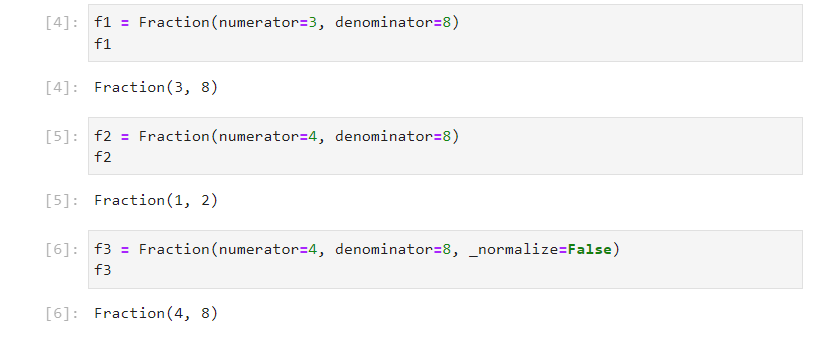 [4]: f1 = Fraction(numerator=3, denominator=8)
f1
[4]: Fraction(3, 8)
[5]: f2 = Fraction(numerator=4, denominator=8)
f2
[5]: Fraction(1, 2)
[6]: f3 = Fraction(numerator=4, denominator=8, _normalize=False)
f3
[6]: Fraction(4, 8)